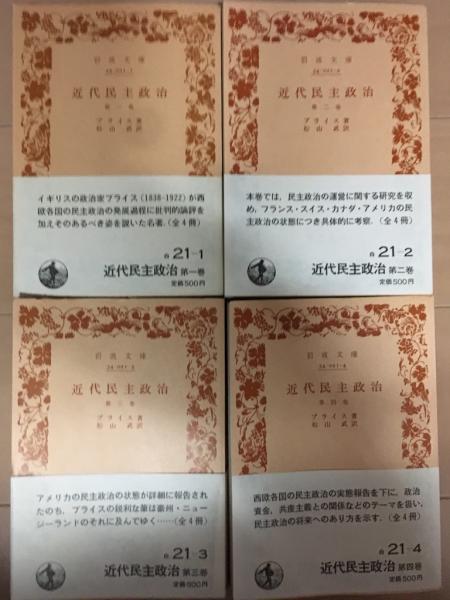 岩波文庫
34-021-1
近代民主政治
第一巻
ブライス著
松山武訳
イギリスの政治家ブライス(1838-1922)が西
欧各国の民主政治の発展過程に批判的論評を
加えそのあるべき姿を説いた名著。(全4冊)
白21-1
近代民主政治 第一巻
定価500円
岩波文庫
近代民主政治
第二巻
ブライス著
松山武訳
本巻では、民主政治の運営に関する研究を収
め、フランス・スイス・カナダ・アメリカの民
主政治の状態につき具体的に考察。(全4冊)
白21-2
近代民主政治 第二巻
定価500円
岩波文庫
近代民主政治
第三巻
ブライス著
松山武訳
アメリカの民主政治の状態が詳細に報告され
たのち、ブライスの鋭利な筆は豪州・ニュー
ジーランドのそれに及んでゆく……(全4冊)
白21-3
近代民主政治 第三巻
定価500円
岩波文庫
近代民主政治
第四巻
ブライス著
松山武訳
西欧各国の民主政治の実態報告を下に、政治
資金、共産主義との関係などのテーマを扱い、
民主政治の将来へのあり方を示す。(全4冊)
白21-4
近代民主政治 第四巻
定価500円